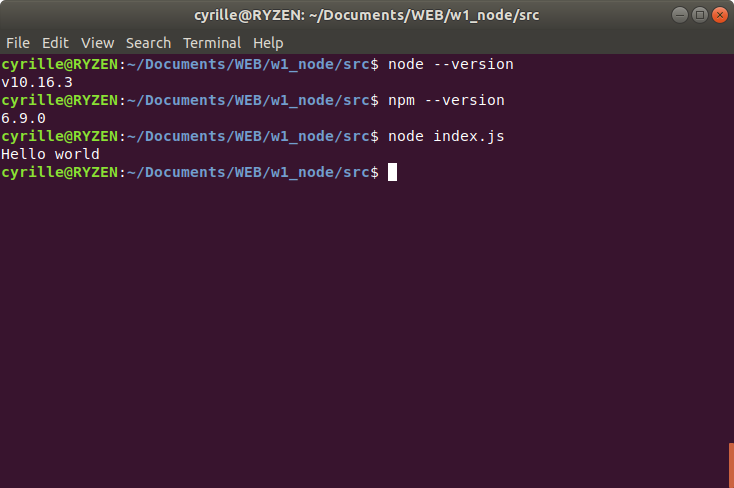 cyrille@RYZEN: ~/Documents/WEB/w1_node/src
File Edit View Search Terminal Help
cyrille@RYZEN:~/Documents/WEB/w1_node/src$ node --version
v10.16.3
cyrille@RYZEN:~/Documents/WEB/w1_node/src$ npm --version
6.9.0
cyrille@RYZEN:~/Documents/WEB/w1_node/src$ node index.js
Hello world
cyrille@RYZEN:~/Documents/WEB/w1_node/src$